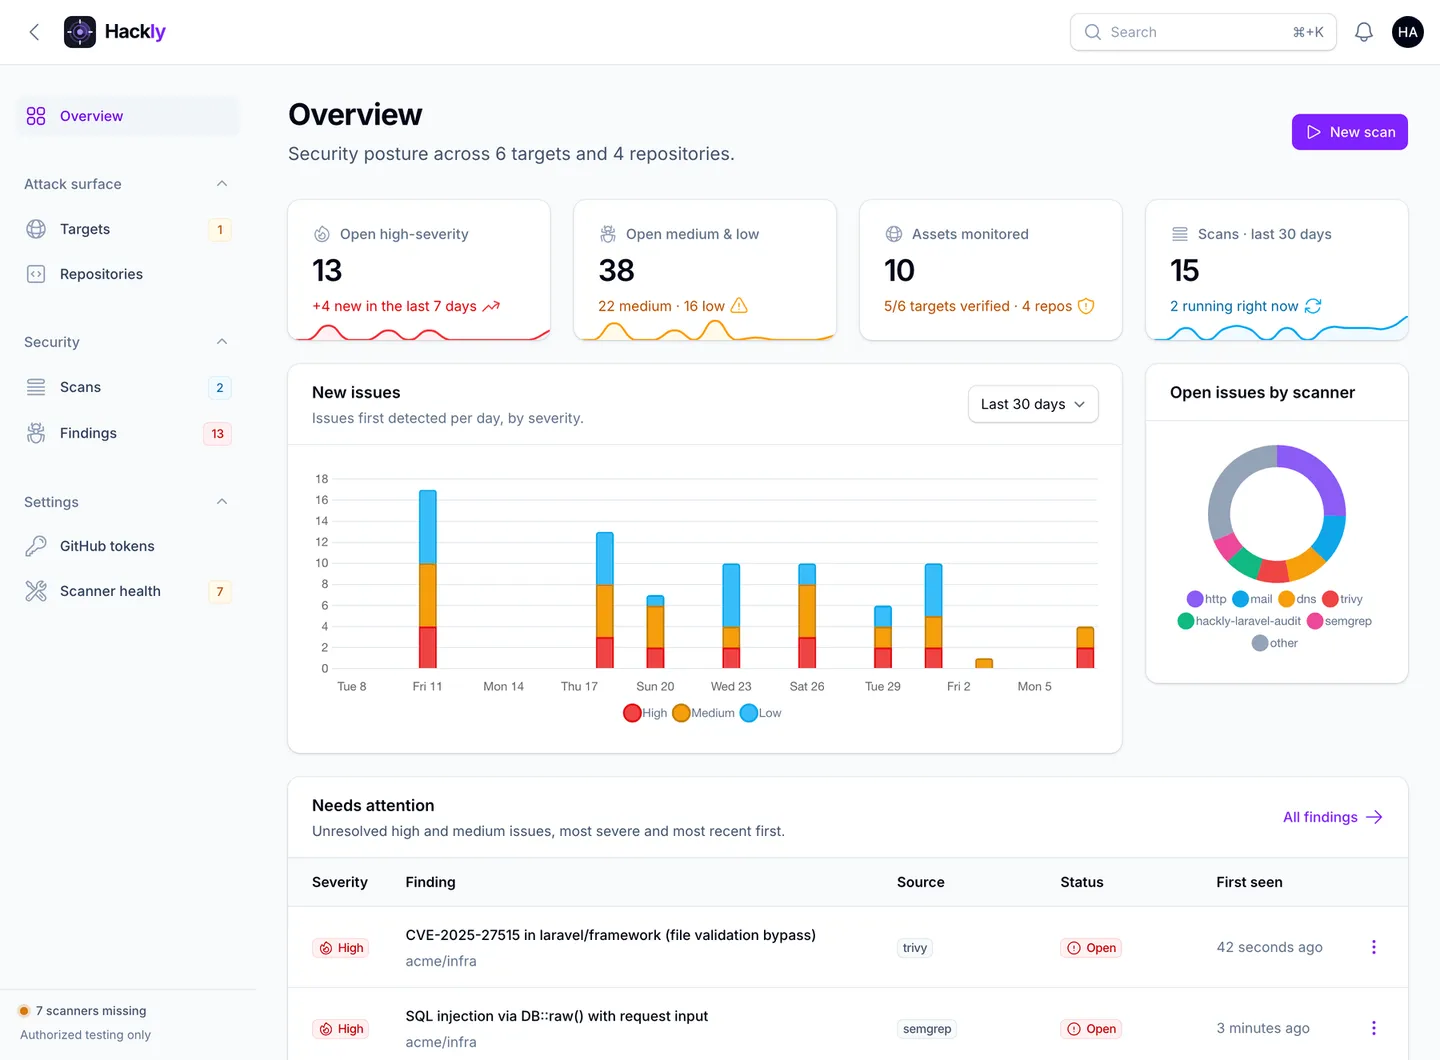 Hackly
Search
⌘+K
HA
Overview
Attack surface
Targets
1
Repositories
Security
Scans
2
Findings
13
Settings
GitHub tokens
Scanner health
7
7 scanners missing
Authorized testing only
Overview
Security posture across 6 targets and 4 repositories.
New scan
Open high-severity
13
+4 new in the last 7 days
Open medium & low
38
22 medium · 16 low
Assets monitored
10
5/6 targets verified · 4 repos
Scans · last 30 days
15
2 running right now
New issues
Issues first detected per day, by severity.
Last 30 days
18
16
14
12
10
8
6
4
2
0
Tue 8 Fri 11 Mon 14 Thu 17 Sun 20 Wed 23 Sat 26 Tue 29 Fri 2 Mon 5
High Medium Low
Open issues by scanner
http mail dns trivy
hackly-laravel-audit semgrep
other
Needs attention
Unresolved high and medium issues, most severe and most recent first.
All findings
Severity Finding Source Status First seen
High CVE-2025-27515 in laravel/framework (file validation bypass) trivy Open 42 seconds ago
acme/infra
High SQL injection via DB::raw() with request input semgrep Open 3 minutes ago
acme/infra